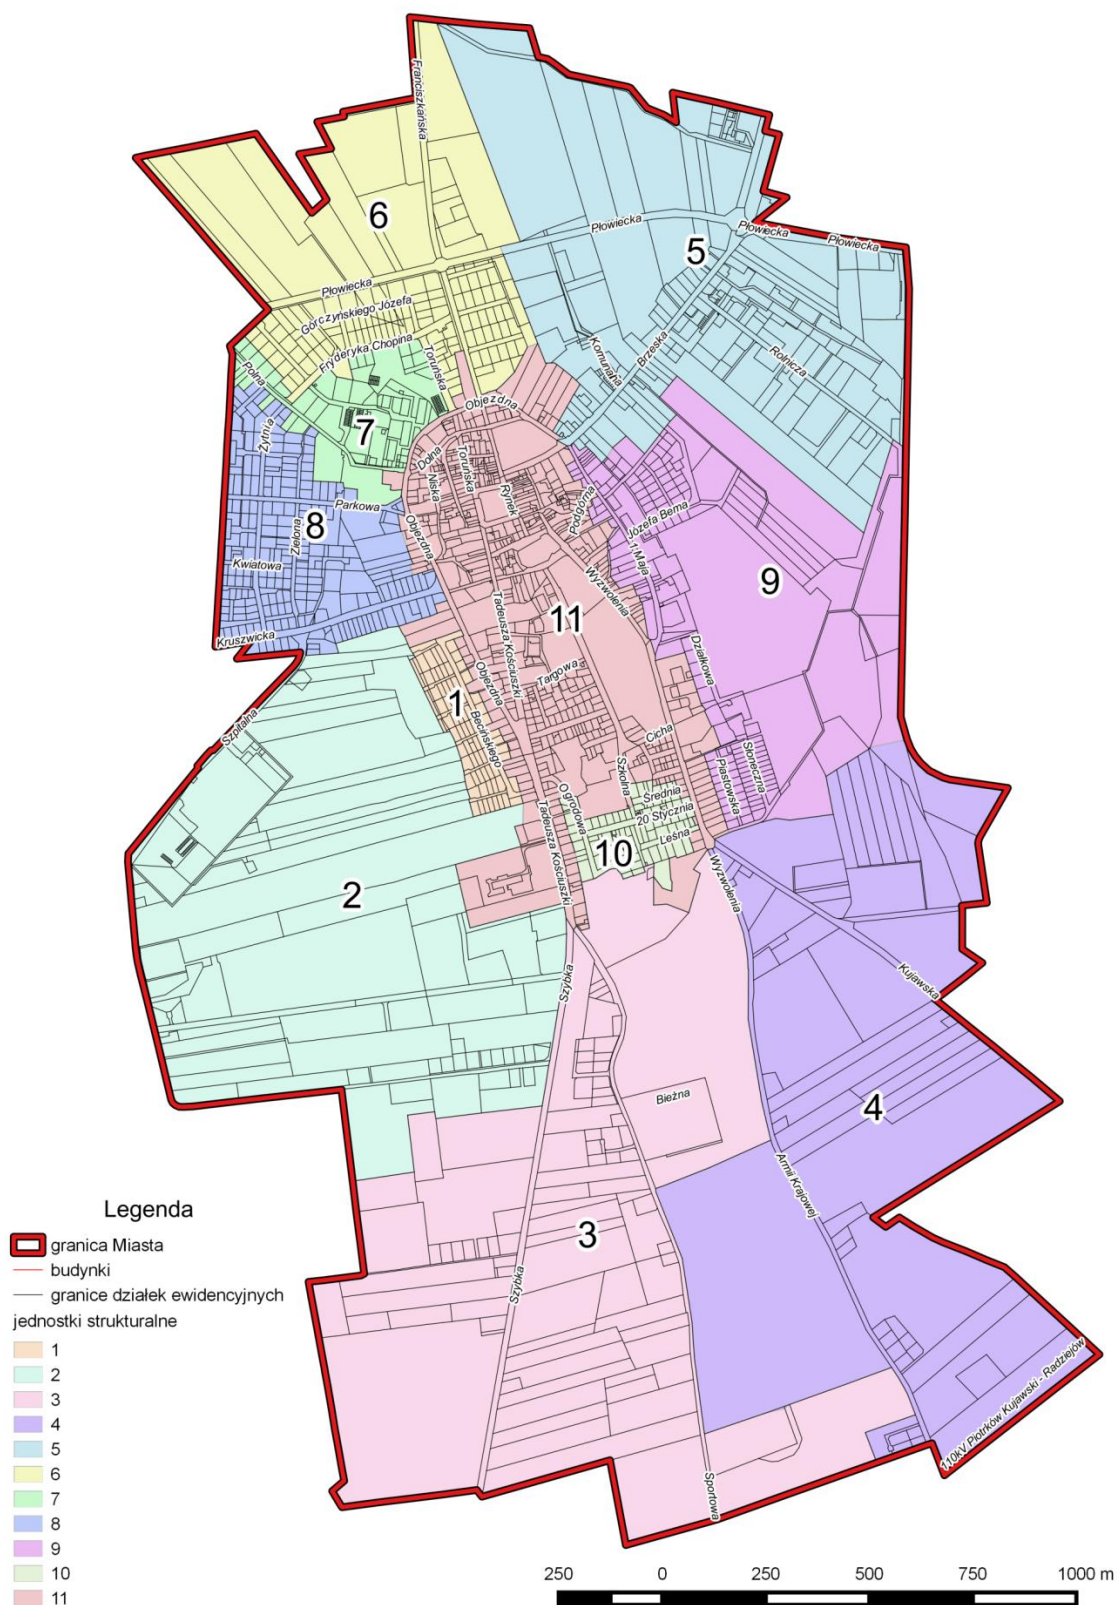 Franciszkańska
6
Płowiecka
Płowiecka
Płowiecka
5
Płowiecka
Górczyńskiego Józefa
Fryderyka Chopina
Toruńska
Komunalna
Brzeska
Rolnicza
Polna
Objezdna
7
Żytnia
Dolna
Toruńska
Niska
Rynek
Podgórna
Parkowa
8
Zielona
Objezdna
Józefa Bema
1 Maja
Kwiatowa
Wyzwolenia
9
11
Tadeusza Kościuszki
Kruszwicka
Działkowa
Targowa
Objezdna
1
Becińskiego
Szpitalna
Cicha
Szkolna
Słoneczna
Piastowska
Średnia
Ogrodowa
20 Stycznia
Leśna
10
Tadeusza Kościuszki
Wyzwolenia
2
Szybka
Kujawska
Bieżna
4
Armii Krajowej
3
Szybka
110kV Piotrków Kujawski - Radziejów
Sportowa
Legenda
granica Miasta
budynki
granice działek ewidencyjnych
jednostki strukturalne
1
2
3
4
5
6
7
8
9
10
11
250 0 250 500 750 1000 m